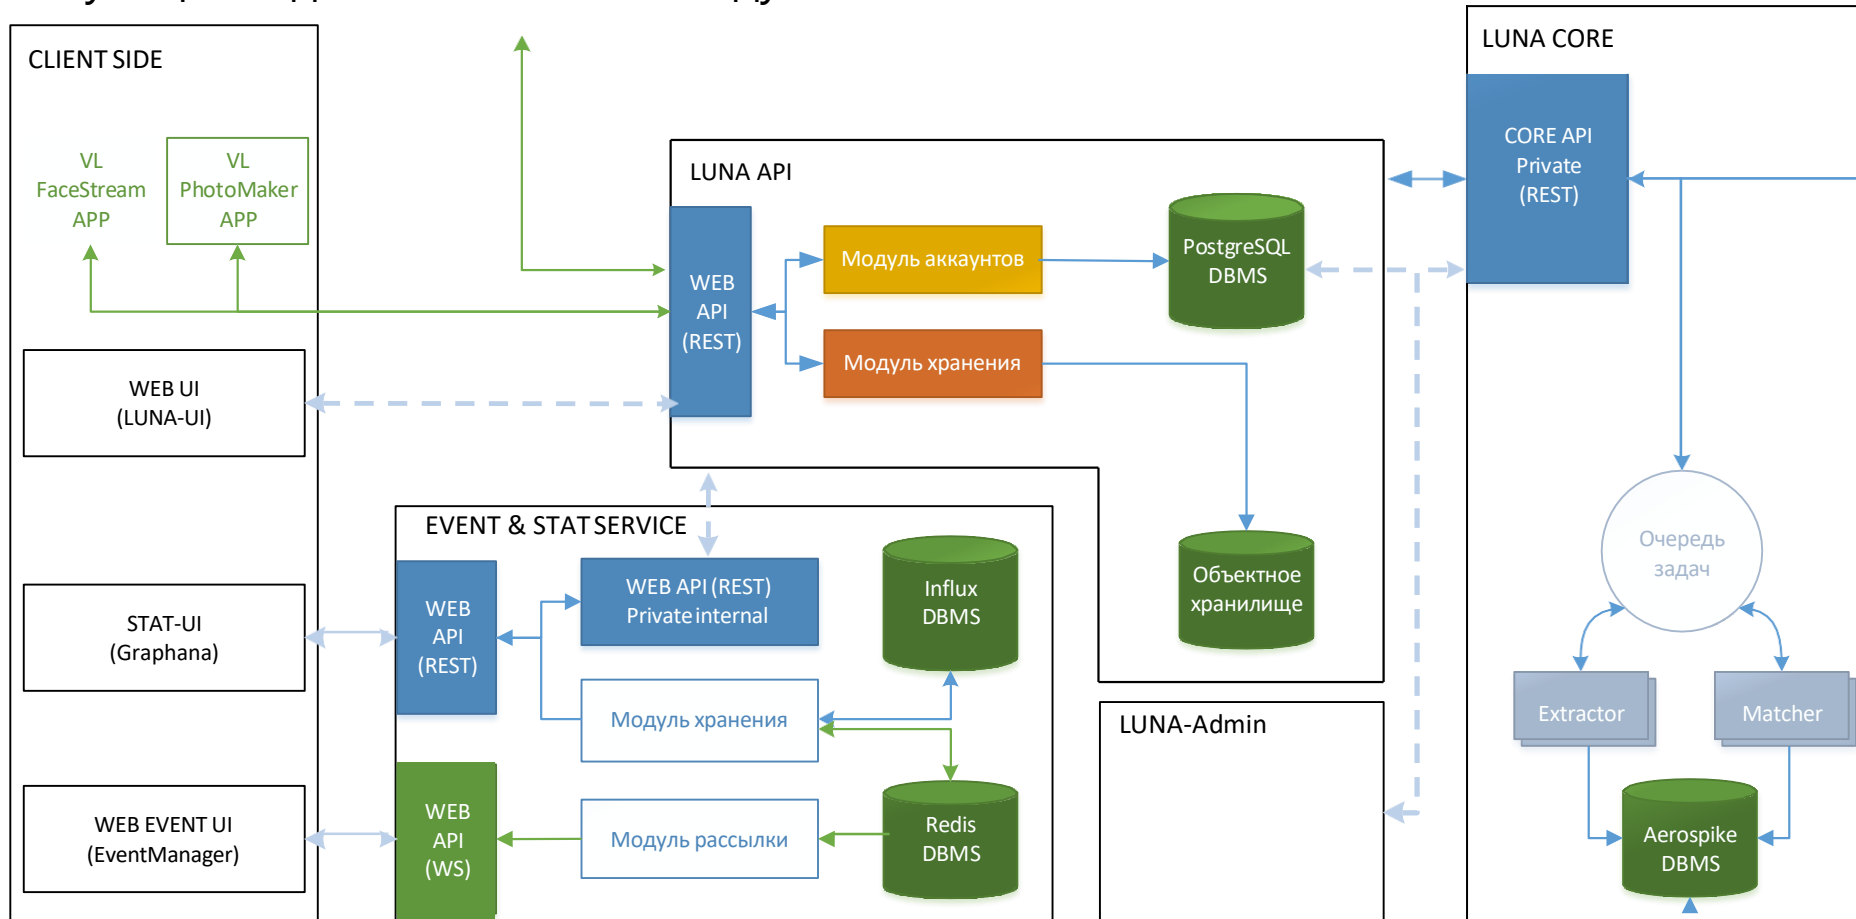 CLIENT SIDE
VL
FaceStream
APP
VL
PhotoMaker
APP
WEB UI
(LUNA-UI)
STAT-UI
(Graphana)
WEB EVENT UI
(EventManager)
LUNA API
WEB
API
(REST)
Модуль аккаунтов
Модуль хранения
PostgreSQL
DBMS
Объектное
хранилище
EVENT & STAT SERVICE
WEB
API
(REST)
WEB API (REST)
Private internal
Модуль хранения
Influx
DBMS
WEB
API
(WS)
Модуль рассылки
Redis
DBMS
LUNA-Admin
LUNA CORE
CORE API
Private
(REST)
Очередь
задач
Extractor
Matcher
Aerospike
DBMS